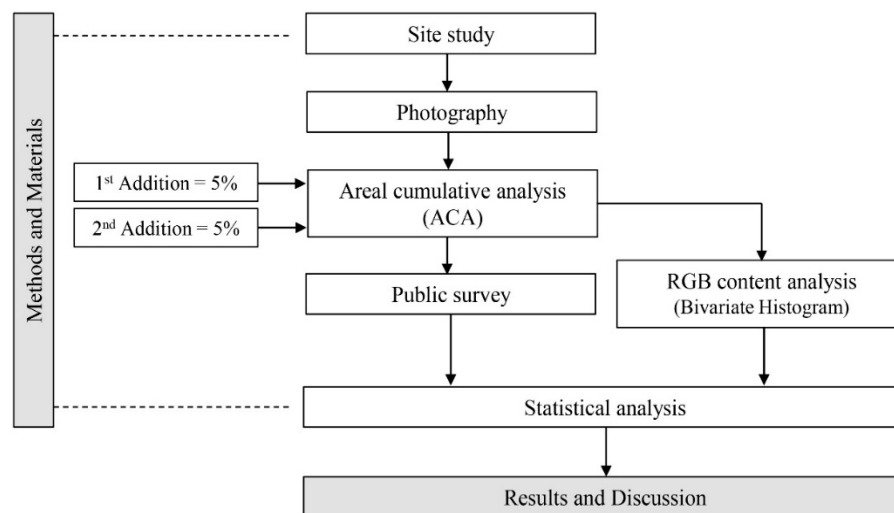 Methods and Materials
Site study
Photography
1st Addition = 5%
2nd Addition = 5%
Areal cumulative analysis
(ACA)
Public survey
RGB content analysis
(Bivariate Histogram)
Statistical analysis
Results and Discussion